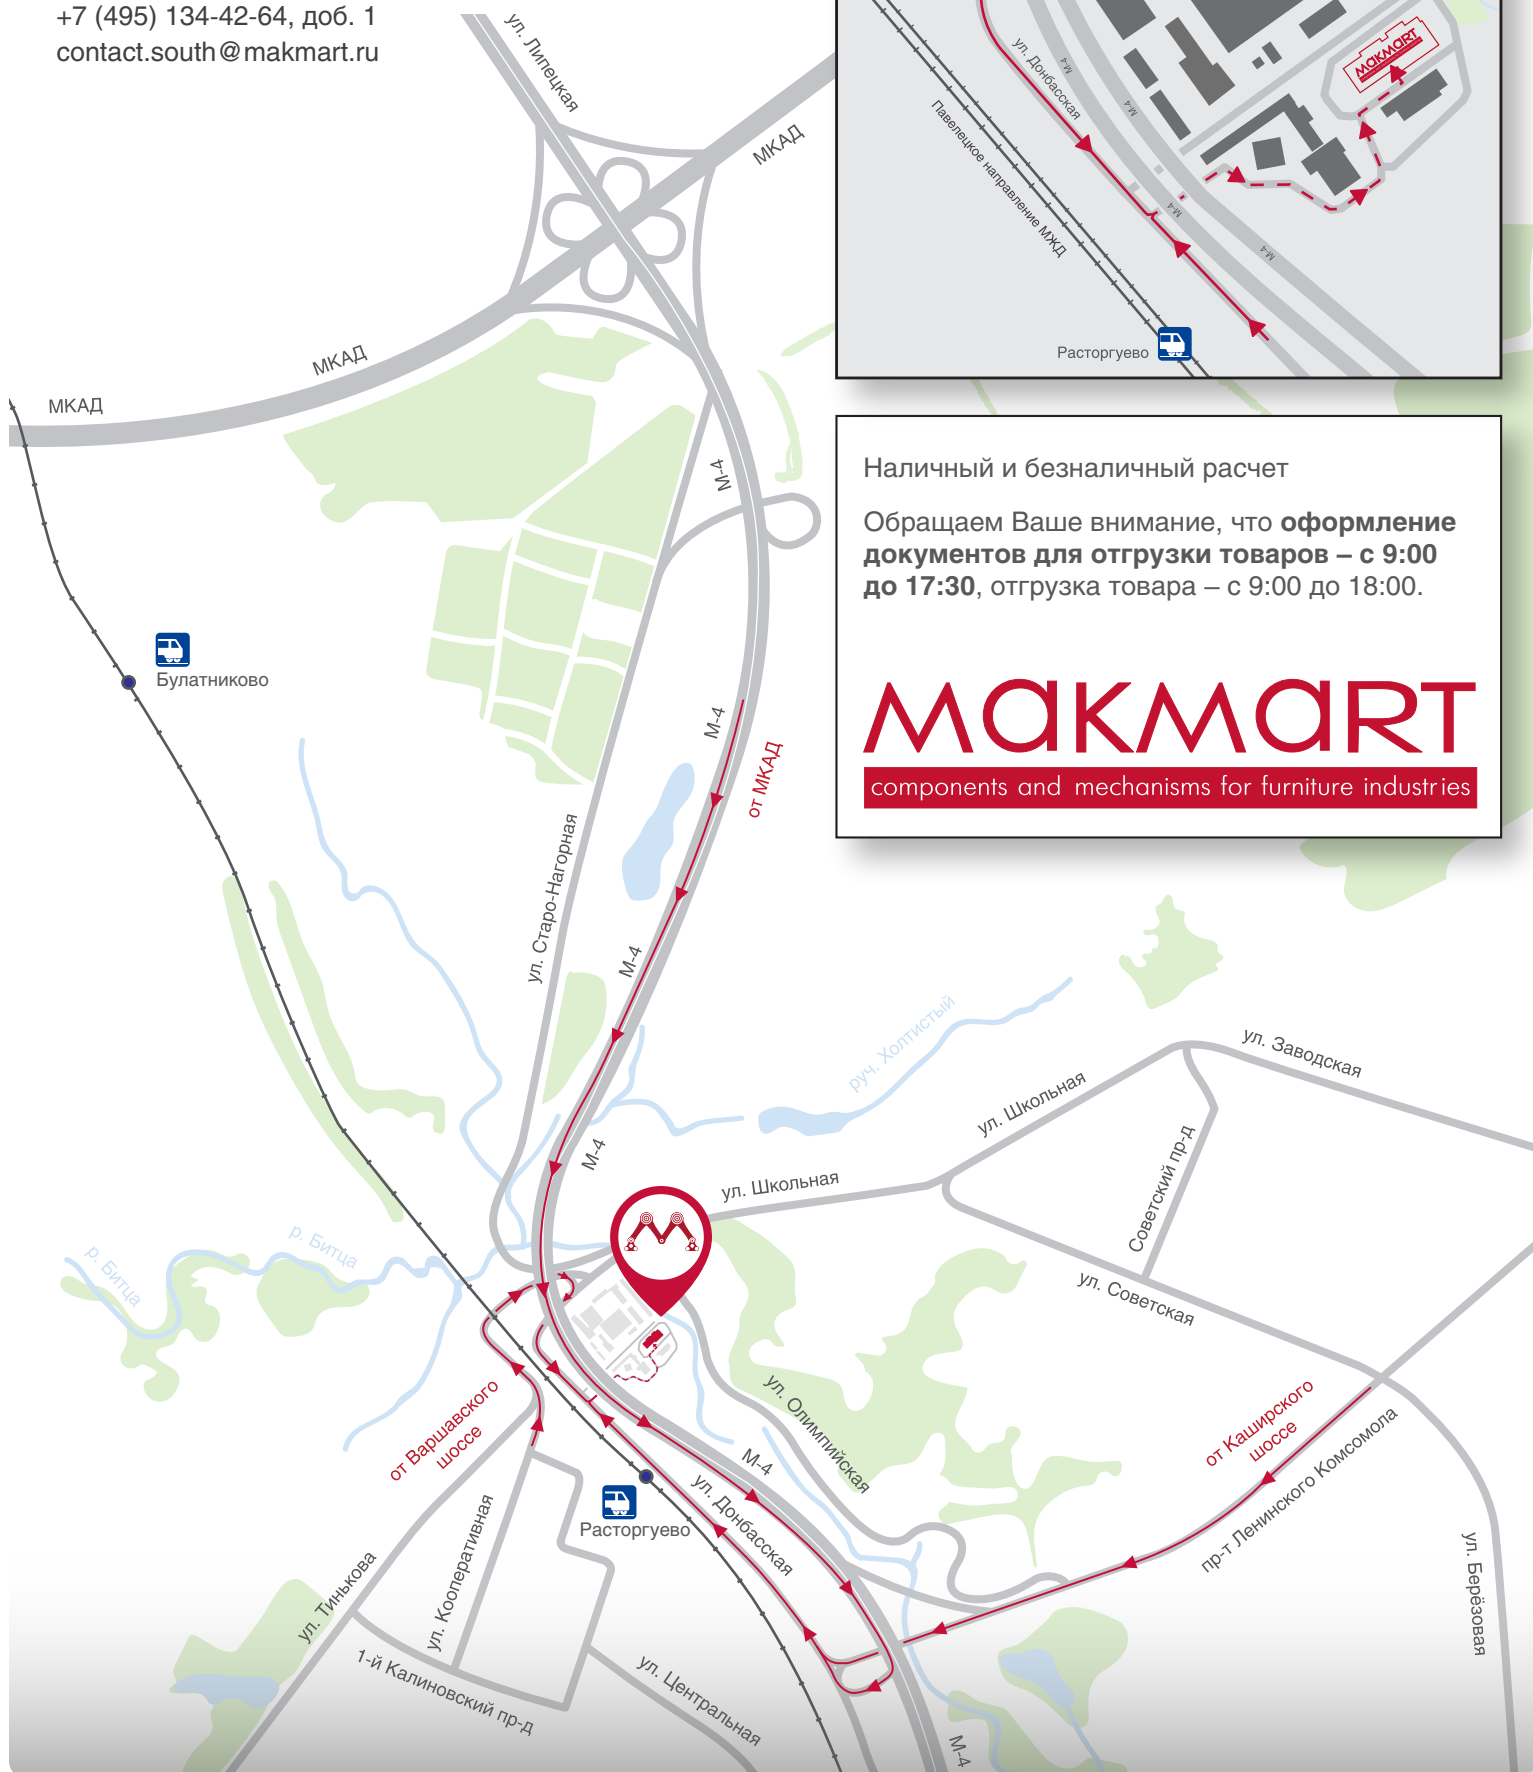 +7 (495) 134-42-64, доб. 1
contact.south@makmart.ru
ул. Липецкая
МКАД
МКАД
МКАД
ул. Донбасская
М-4
М-4
М-4
М-4
Павелецкое направление МЖД
Расторгуево
MAKMART
Наличный и безналичный расчет
Обращаем Ваше внимание, что оформление
документов для отгрузки товаров – с 9:00
до 17:30, отгрузка товара – с 9:00 до 18:00.
MAKMART
components and mechanisms for furniture industries
М-4
Булатниково
М-4
от МКАД
ул. Старо-Нагорная
М-4
руч. Холтистый
ул. Заводская
ул. Школьная
М-4
ул. Школьная
Советский пр-д
р. Битца
р. Битца
ул. Советская
от Варшавского
шоссе
ул. Олимпийская
от Каширского
шоссе
М-4
пр-т Ленинского Комсомола
ул. Донбасская
Расторгуево
ул. Кооперативная
ул. Тинькова
ул. Берёзовая
1-й Калиновский пр-д
ул. Центральная
М-4